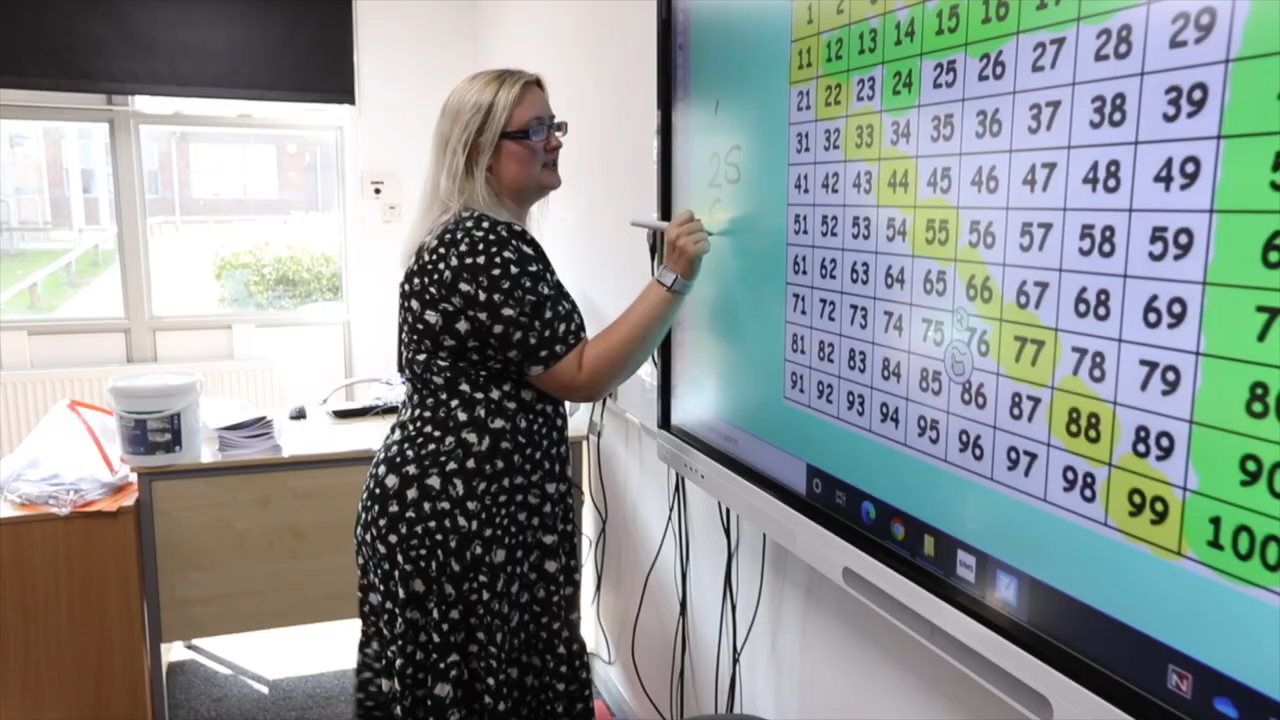 1 2
11 12 13 14 15 16 17
21 22 23 24 25 26 27 28 29
31 32 33 34 35 36 37 38 39
41 42 43 44 45 46 47 48 49
51 52 53 54 55 56 57 58 59
61 62 63 64 65 66 67 68 69
71 72 73 74 75 76 77 78 79
81 82 83 84 85 86 87 88 89
91 92 93 94 95 96 97 98 99 100
25